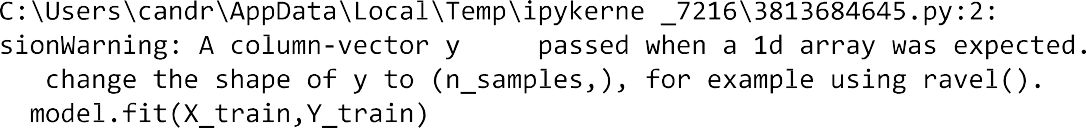 C:\Users\candr\AppData\Local\Temp\ipykerne _7216\3813684645.py:2:
sionWarning: A column-vector y passed when a 1d array was expected.
change the shape of y to (n_samples,), for example using ravel().
model.fit(X_train,Y_train)